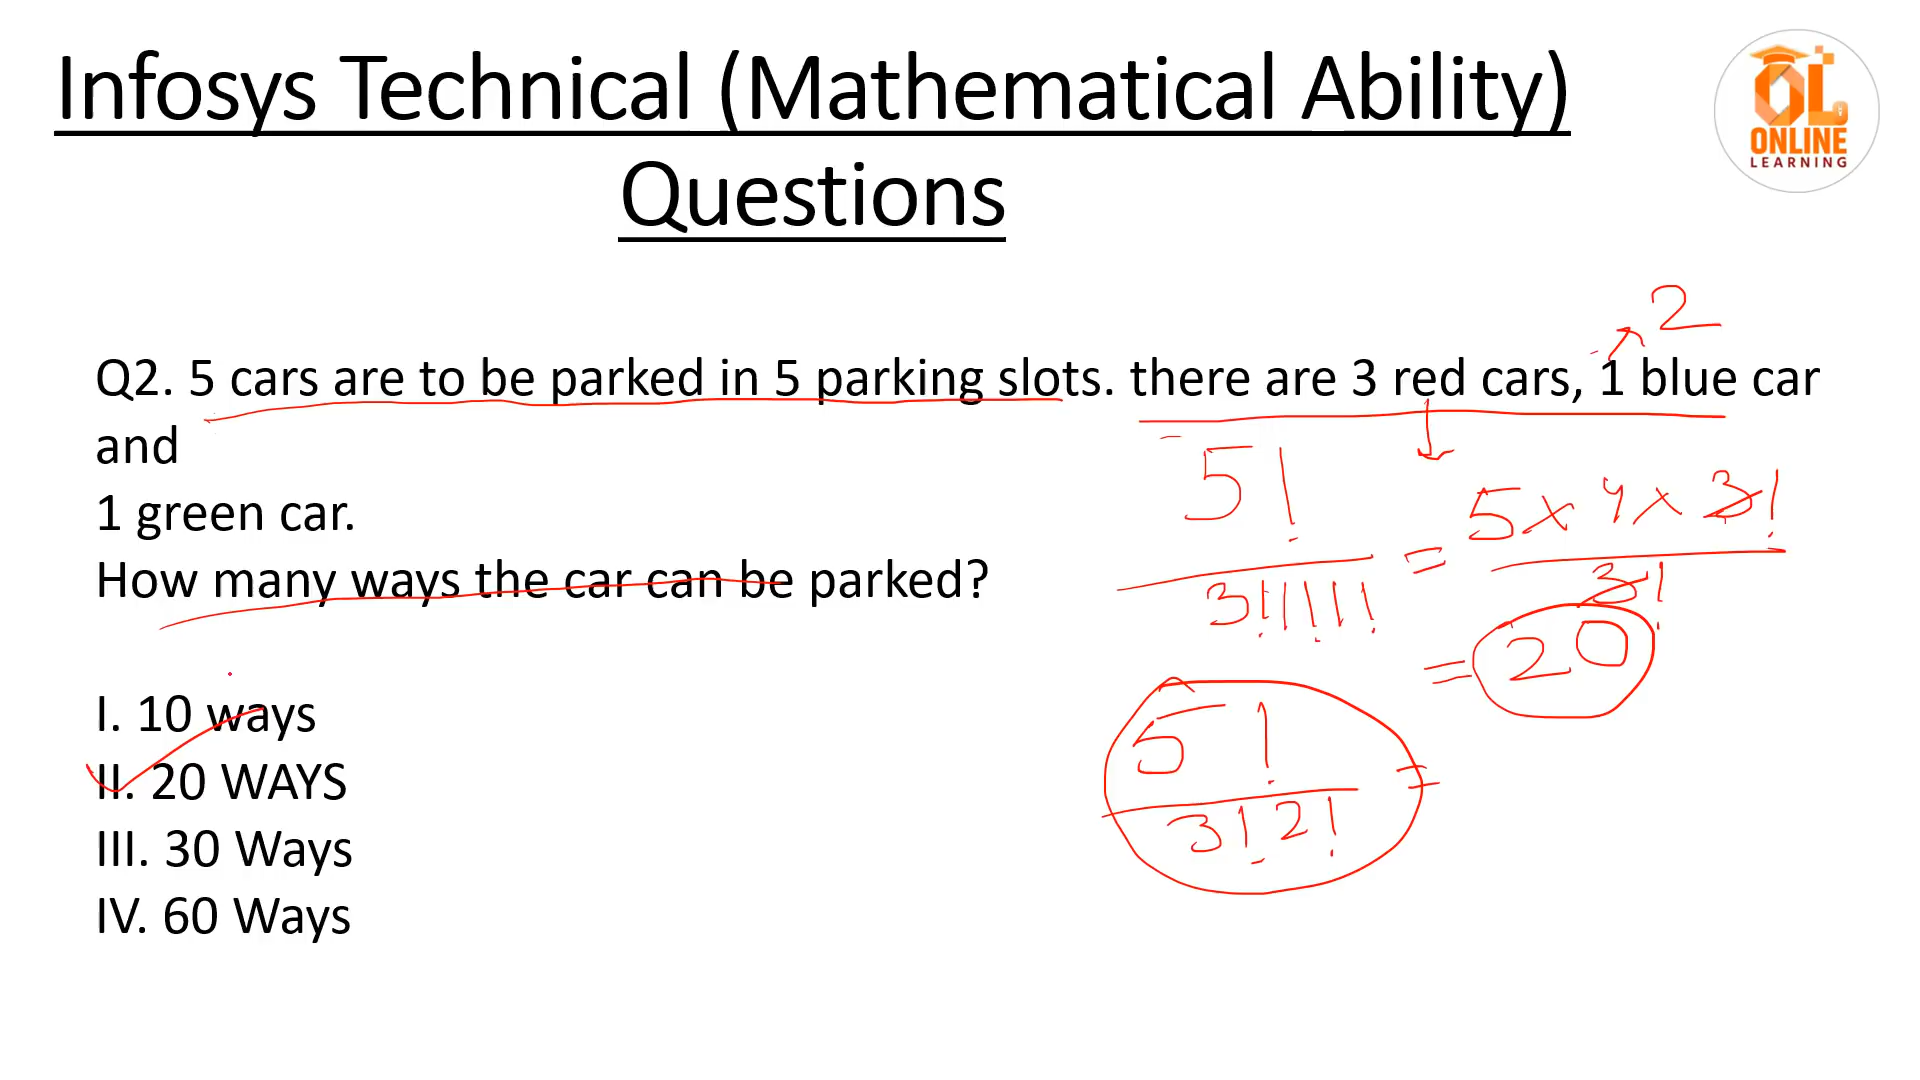 Infosys Technical (Mathematical Ability)
Questions
OL
ONLINE
LEARNING
2
Q2. 5 cars are to be parked in 5 parking slots. there are 3 red cars, 1 blue car
and
1 green car.
How many ways the car can be parked?
5! / 3!1!1! = 5x4x3! / 3!
= 20
5! / 3!2! =
I. 10 ways
II. 20 WAYS
III. 30 Ways
IV. 60 Ways